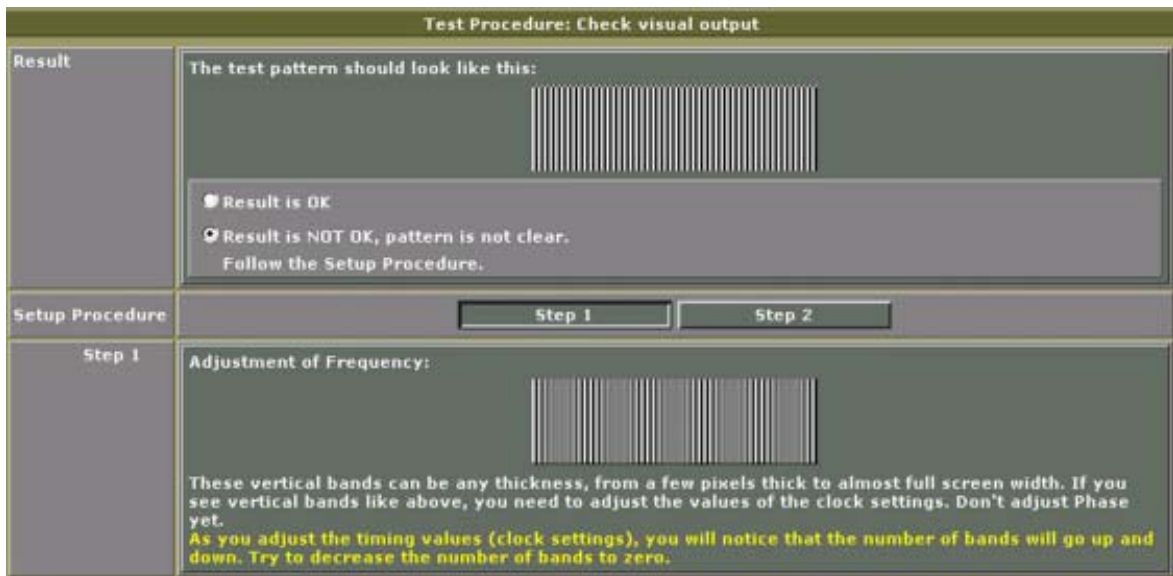 Test Procedure: Check visual output
Result
The test pattern should look like this:
Result is OK
Result is NOT OK, pattern is not clear.
Follow the Setup Procedure.
Setup Procedure
Step 1
Step 2
Step 1
Adjustment of Frequency:
These vertical bands can be any thickness, from a few pixels thick to almost full screen width. If you
see vertical bands like above, you need to adjust the values of the clock settings. Don't adjust Phase
yet.
As you adjust the timing values (clock settings), you will notice that the number of bands will go up and
down. Try to decrease the number of bands to zero.